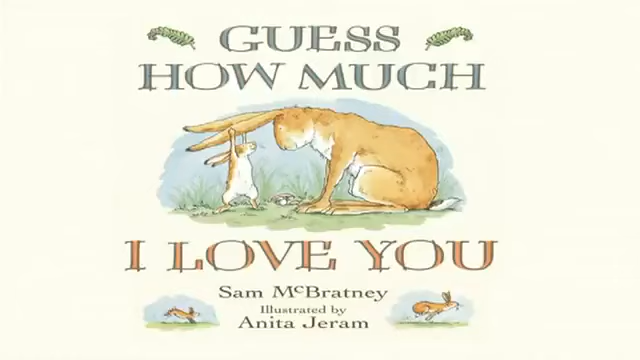 GUESS
HOW MUCH
I LOVE YOU
Sam McBratney
Illustrated by
Anita Jeram